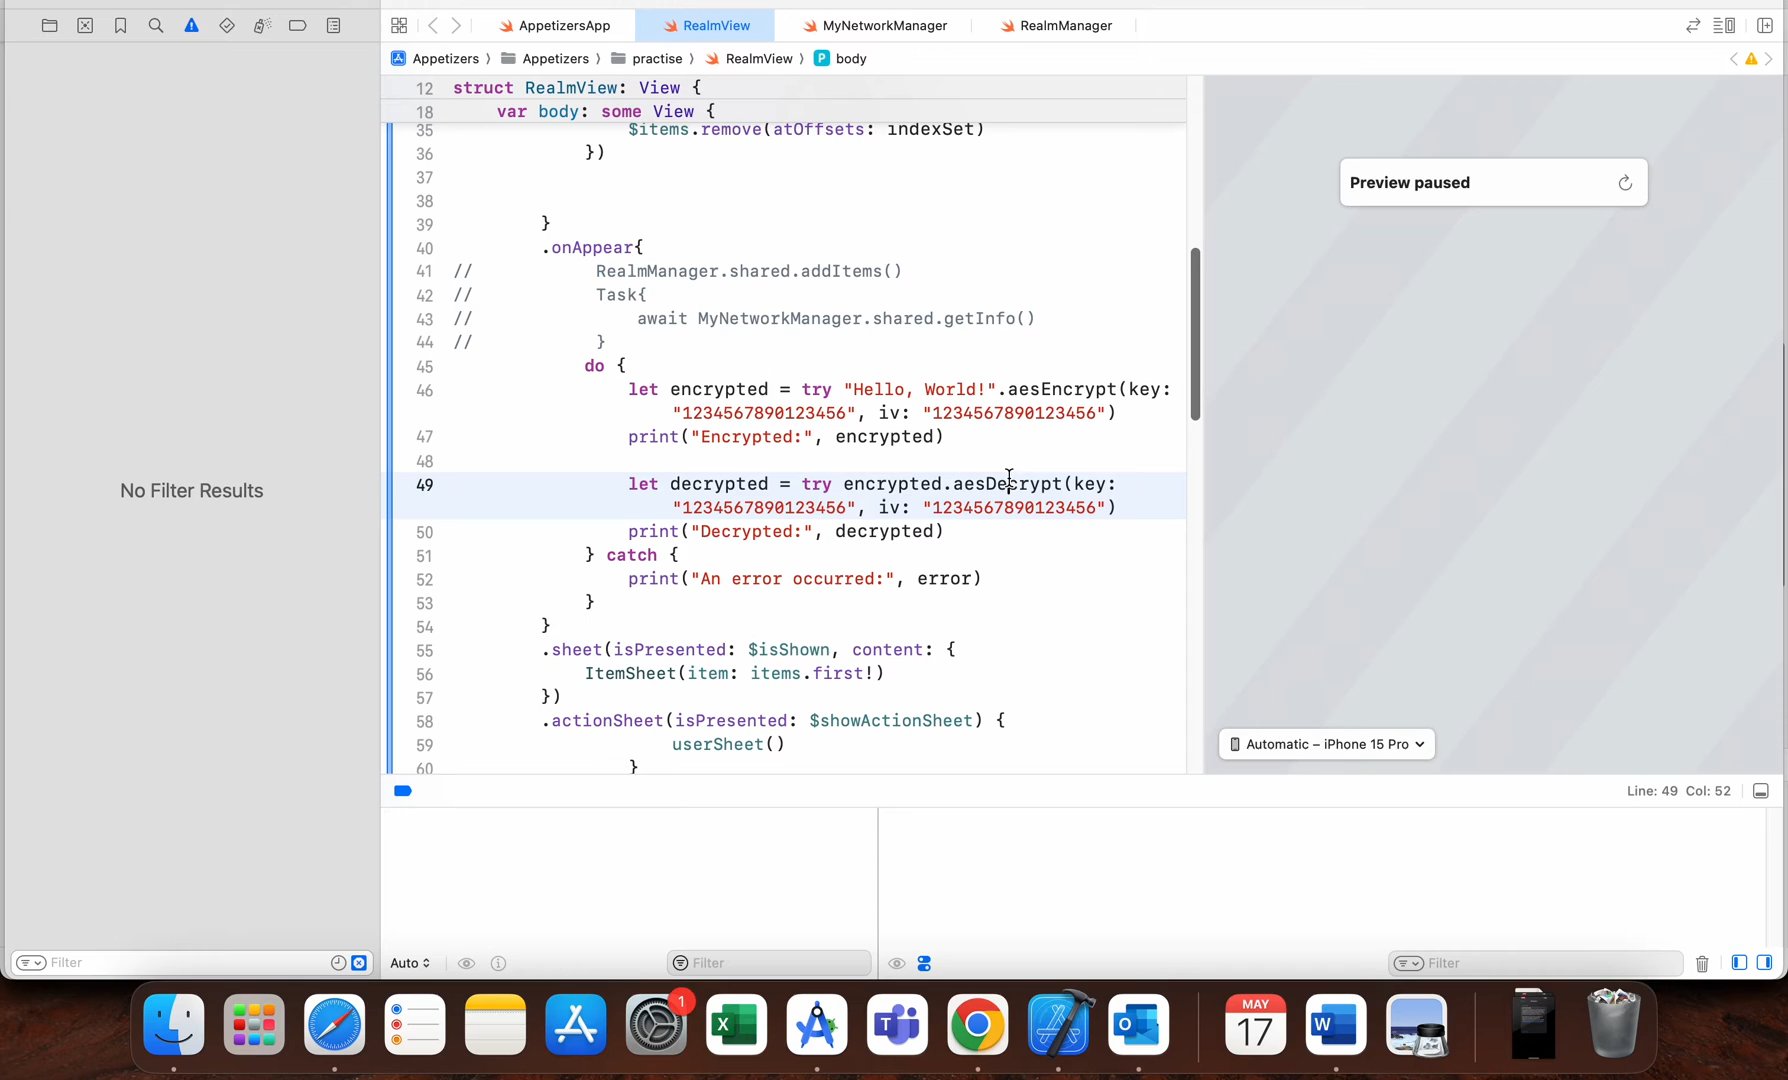 AppetizersApp RealmView MyNetworkManager RealmManager
Appetizers 〉 Appetizers 〉 practise 〉 RealmView 〉 P body
12 struct RealmView: View {
18 var body: some View {
35 $items.remove(atOffsets: indexSet)
36 })
37
38
39 }
40 .onAppear{
41 // RealmManager.shared.addItems()
42 // Task{
43 // await MyNetworkManager.shared.getInfo()
44 // }
45 do {
46 let encrypted = try "Hello, World!".aesEncrypt(key:
"1234567890123456", iv: "1234567890123456")
47 print("Encrypted:", encrypted)
48
49 let decrypted = try encrypted.aesDecrypt(key:
"1234567890123456", iv: "1234567890123456")
50 print("Decrypted:", decrypted)
51 } catch {
52 print("An error occurred:", error)
53 }
54 }
55 .sheet(isPresented: $isShown, content: {
56 ItemSheet(item: items.first!)
57 })
58 .actionSheet(isPresented: $showActionSheet) {
59 userSheet()
60 }
No Filter Results
Preview paused
Automatic – iPhone 15 Pro
Line: 49 Col: 52
Filter
Auto
Filter
Filter
1
X
T
O
MAY
17
W